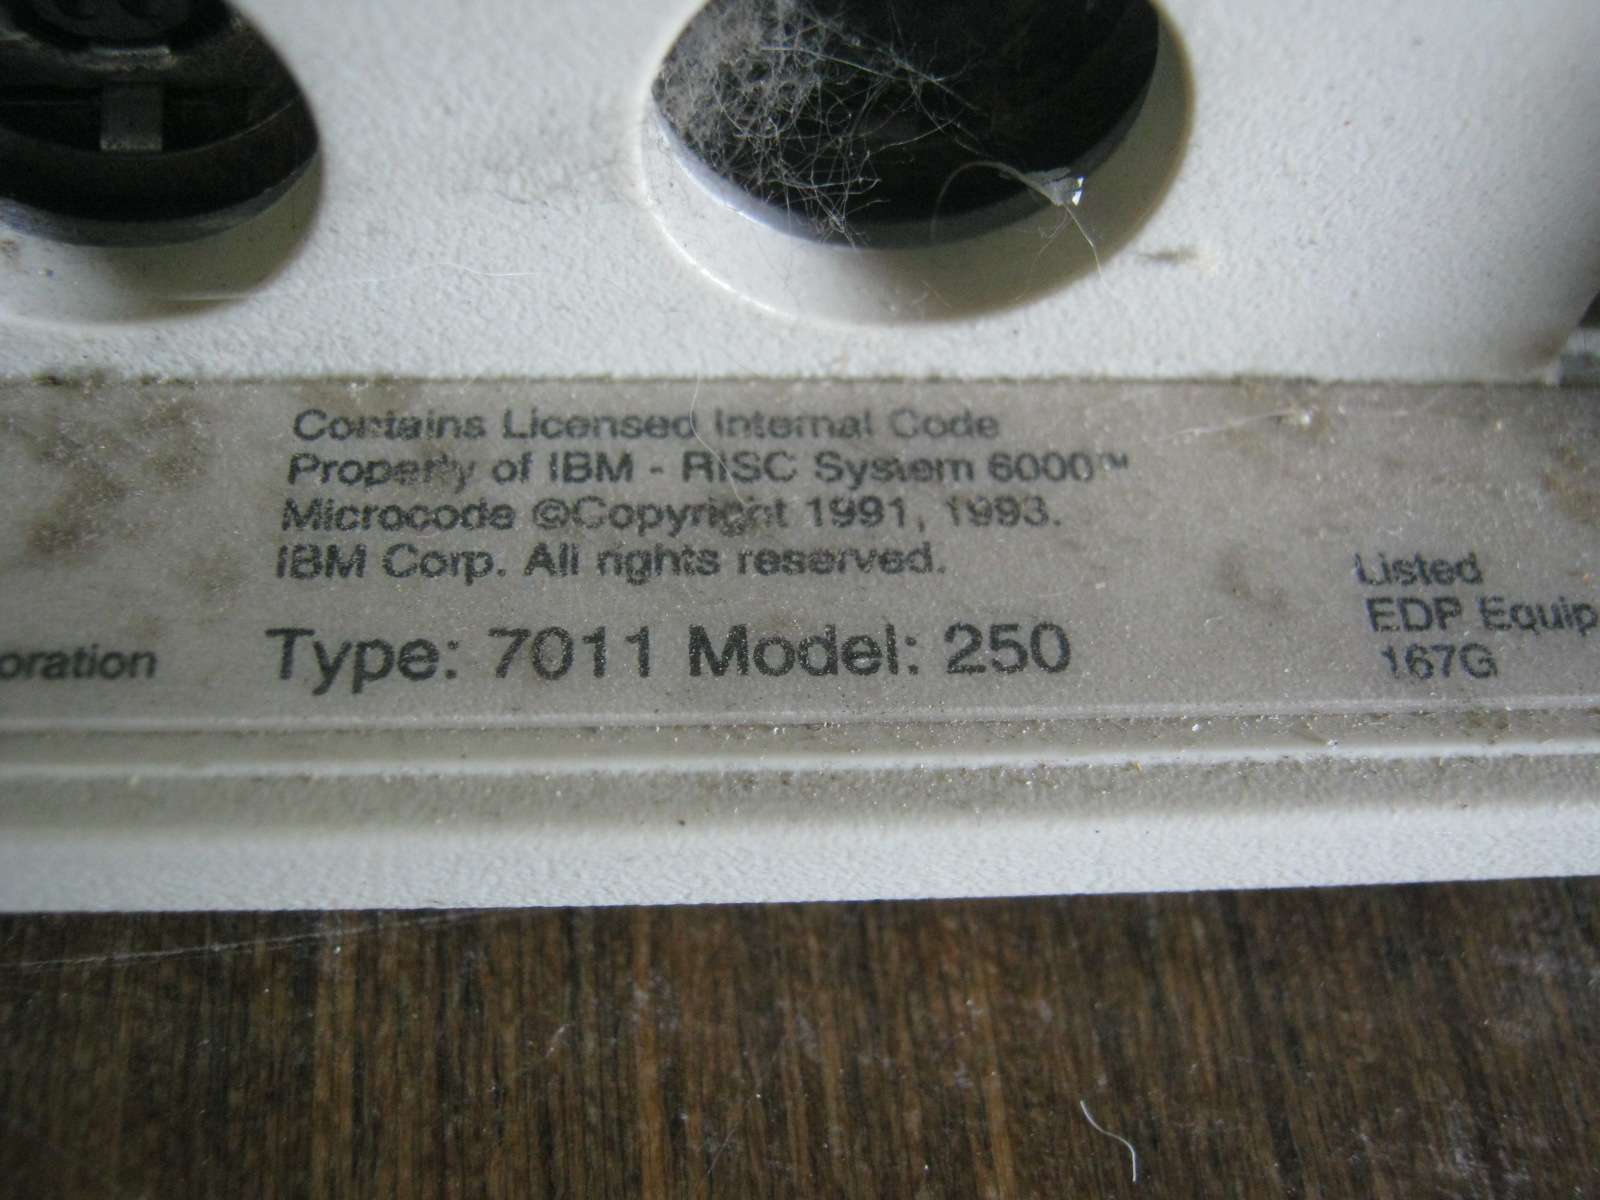 Contains Licensed Internal Code
Property of IBM - RISC System 6000™
Microcode ©Copyright 1991, 1993.
IBM Corp. All rights reserved.
oration
Type: 7011 Model: 250
Listed
EDP Equip
167G